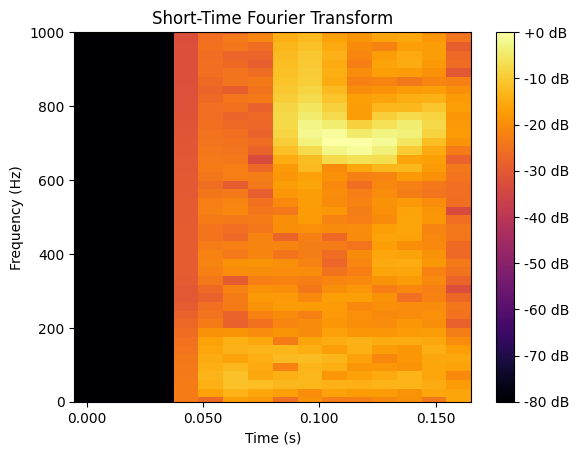 Short-Time Fourier Transform
1000
800
600
400
200
0
Frequency (Hz)
0.000
0.050
0.100
0.150
Time (s)
+0 dB
-10 dB
-20 dB
-30 dB
-40 dB
-50 dB
-60 dB
-70 dB
-80 dB